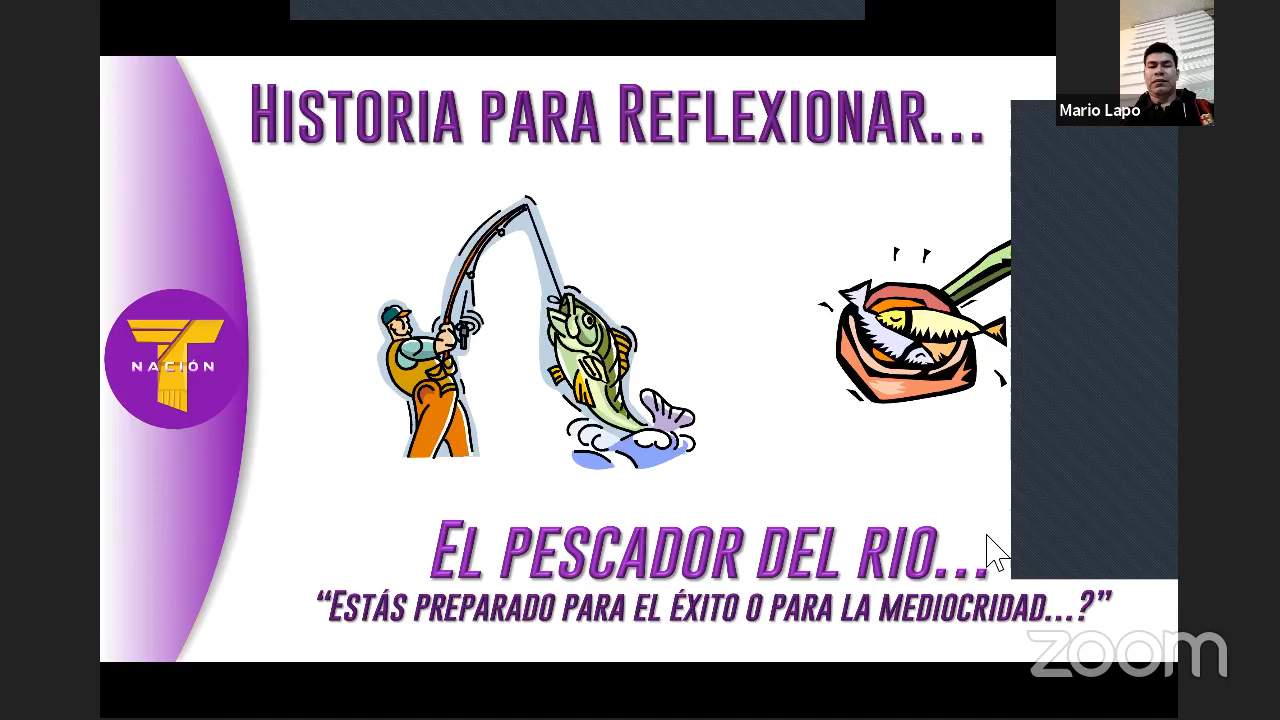 Historia para Reflexionar...
Mario Lapo
NACIÓN
El pescador del rio...
“Estás preparado para el éxito o para la mediocridad...?”
zoom